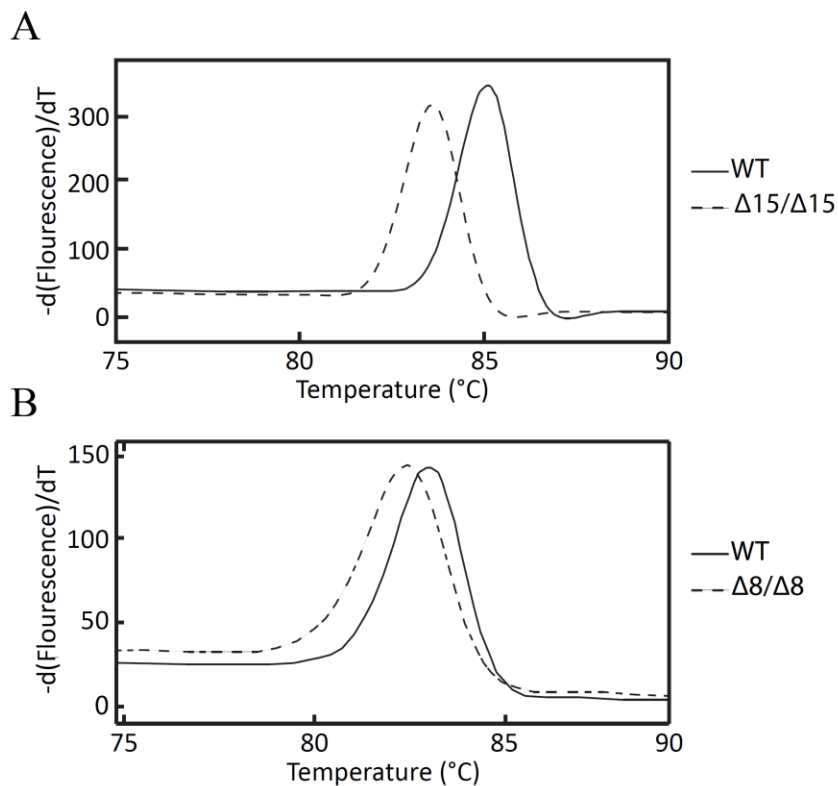 A
-d(Flourescence)/dT
300
200
100
0
75
80
85
90
Temperature (°C)
WT
Δ15/Δ15
B
-d(Flourescence)/dT
150
100
50
0
75
80
85
90
Temperature (°C)
WT
Δ8/Δ8